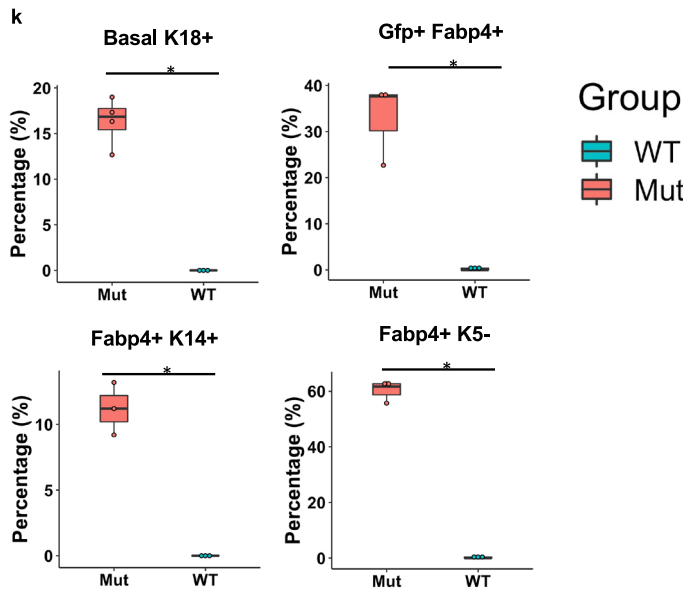 k
Basal K18+
*
Percentage (%)
20
15
10
5
0
Mut WT
Gfp+ Fabp4+
*
Percentage (%)
40
30
20
10
0
Mut WT
Group
WT
Mut
Fabp4+ K14+
*
Percentage (%)
10
5
0
Mut WT
Fabp4+ K5-
*
Percentage (%)
60
40
20
0
Mut WT